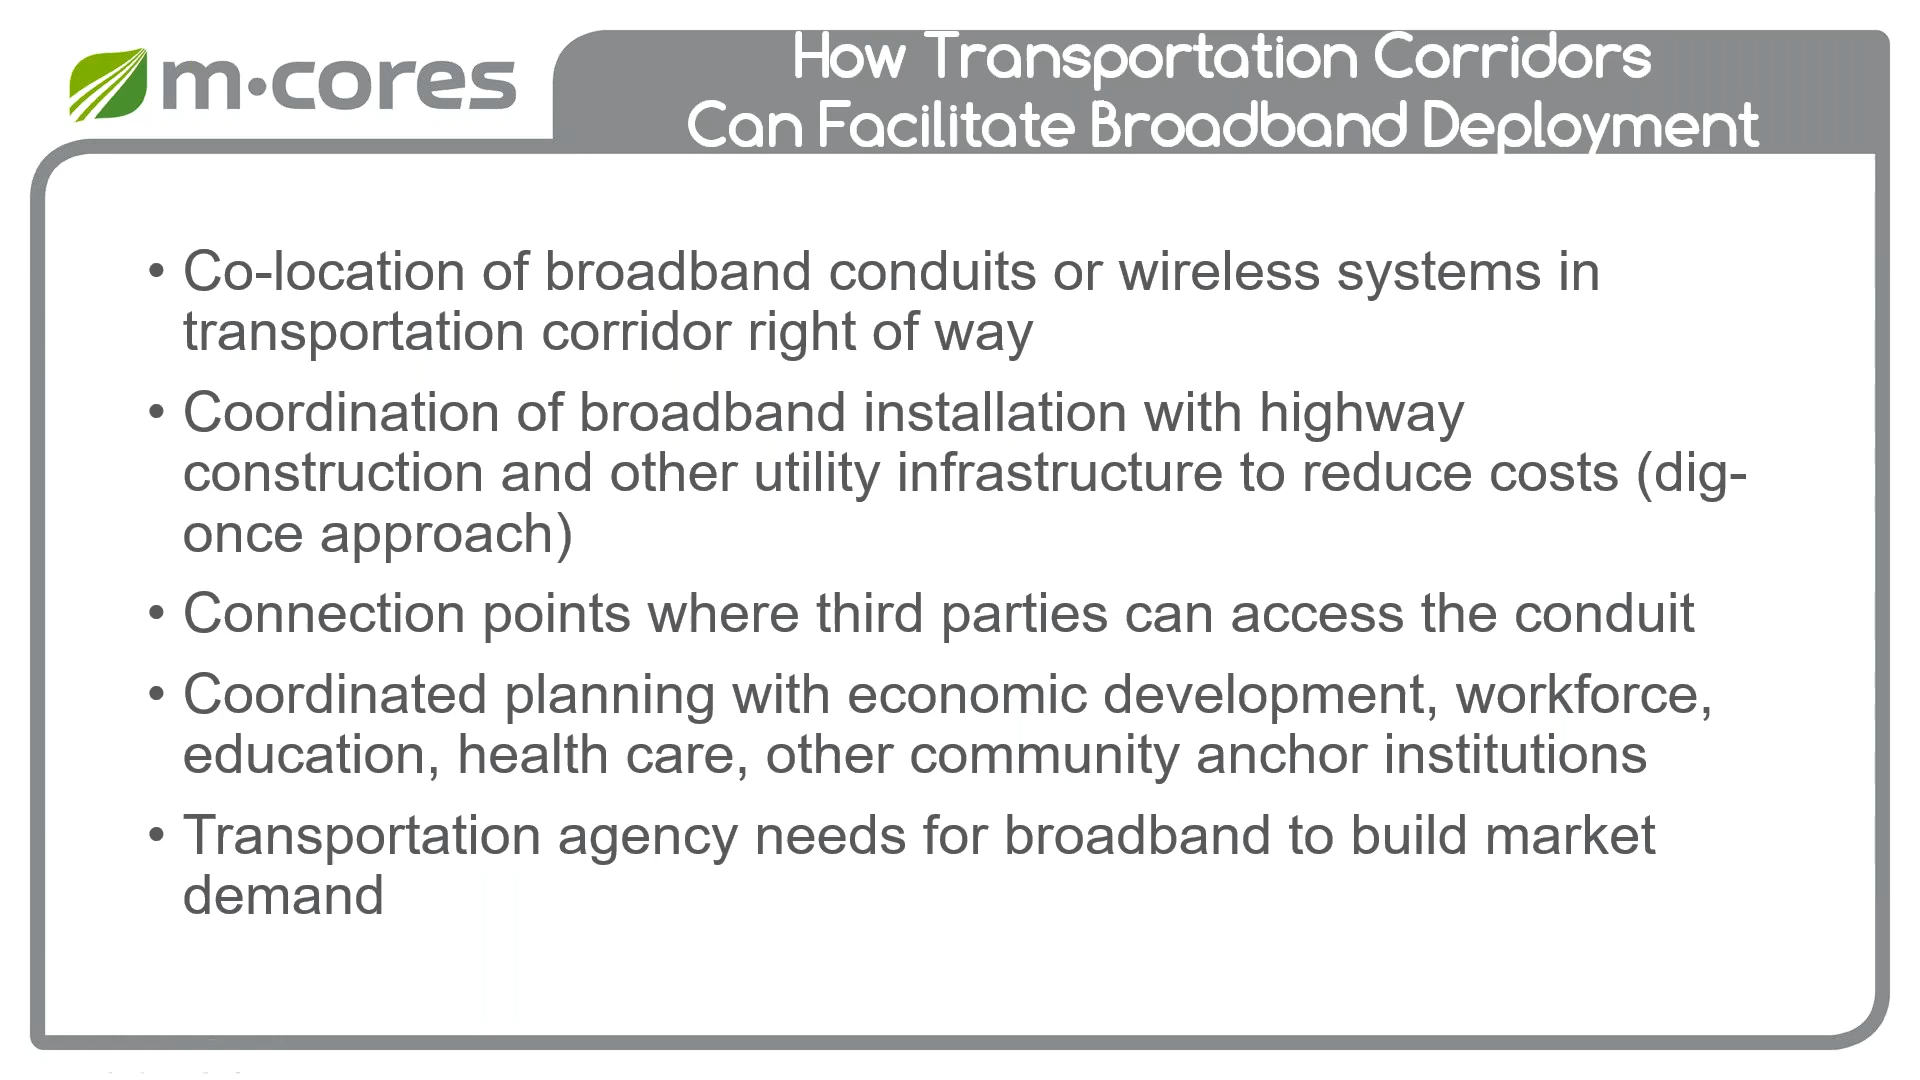 m•cores
How Transportation Corridors
Can Facilitate Broadband Deployment
• Co-location of broadband conduits or wireless systems in
transportation corridor right of way
• Coordination of broadband installation with highway
construction and other utility infrastructure to reduce costs (dig-
once approach)
• Connection points where third parties can access the conduit
• Coordinated planning with economic development, workforce,
education, health care, other community anchor institutions
• Transportation agency needs for broadband to build market
demand